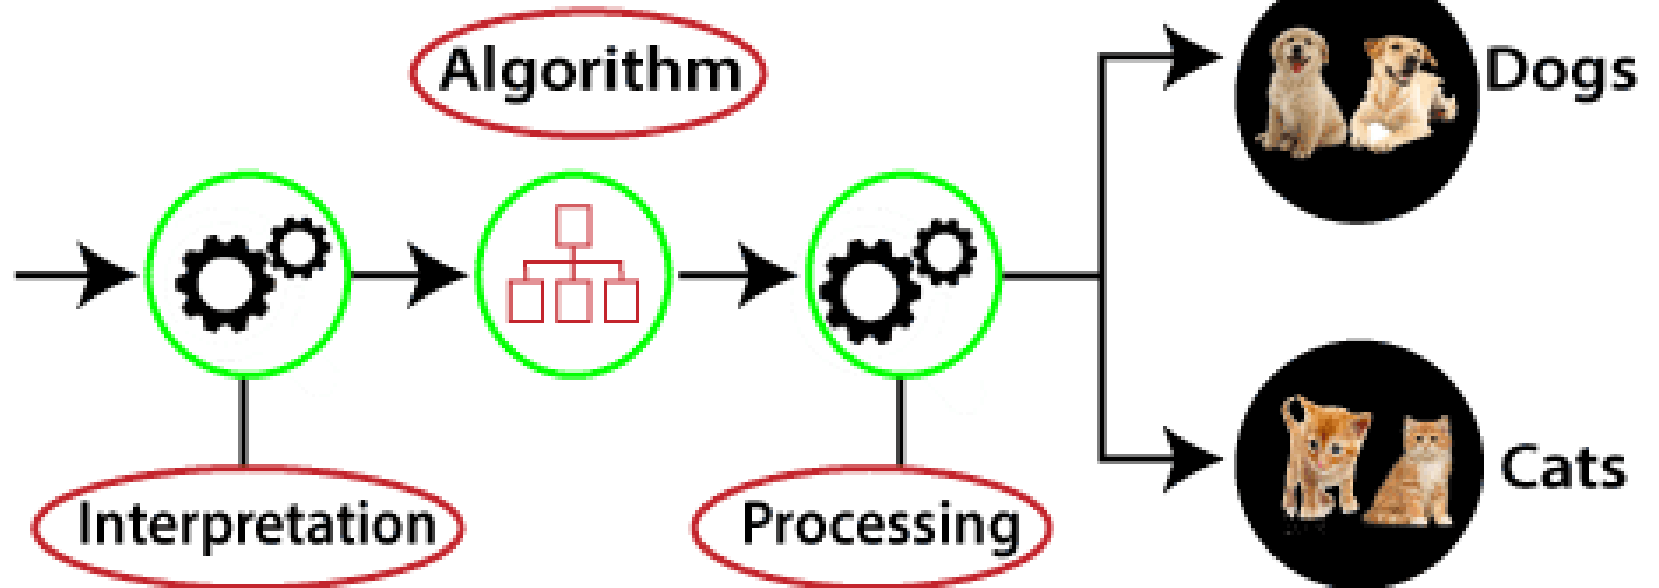 Algorithm
Dogs
Interpretation
Processing
Cats